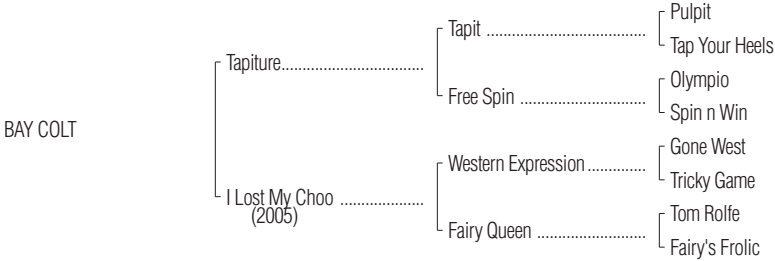 Pulpit
Tapit ................................
Tap Your Heels
Tapiture.............................
Olympio
Free Spin .........................
Spin n Win
BAY COLT
Gone West
Western Expression............
Tricky Game
I Lost My Choo ................
(2005)
Tom Rolfe
Fairy Queen .....................
Fairy's Frolic